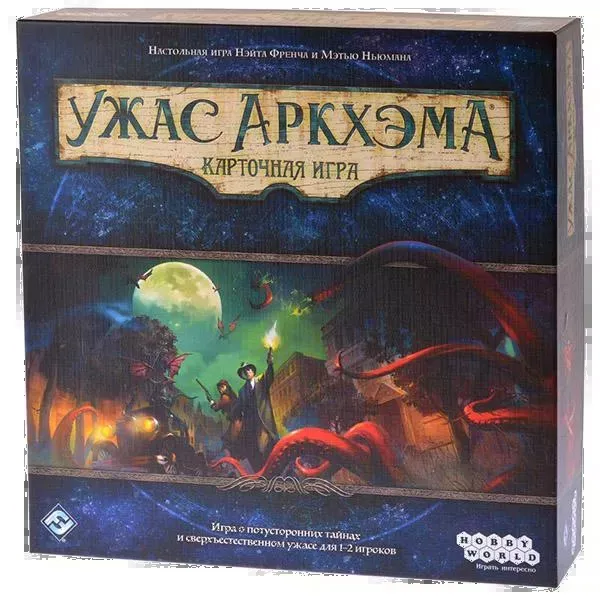 Настольная игра Нэйта Френча и Мэтью Ньюмана
Ужас Аркхэма®
карточная игра
Игра о потусторонних тайнах
и сверхъестественном ужасе для 1–2 игроков
HOBBY
WORLD
Играть интересно